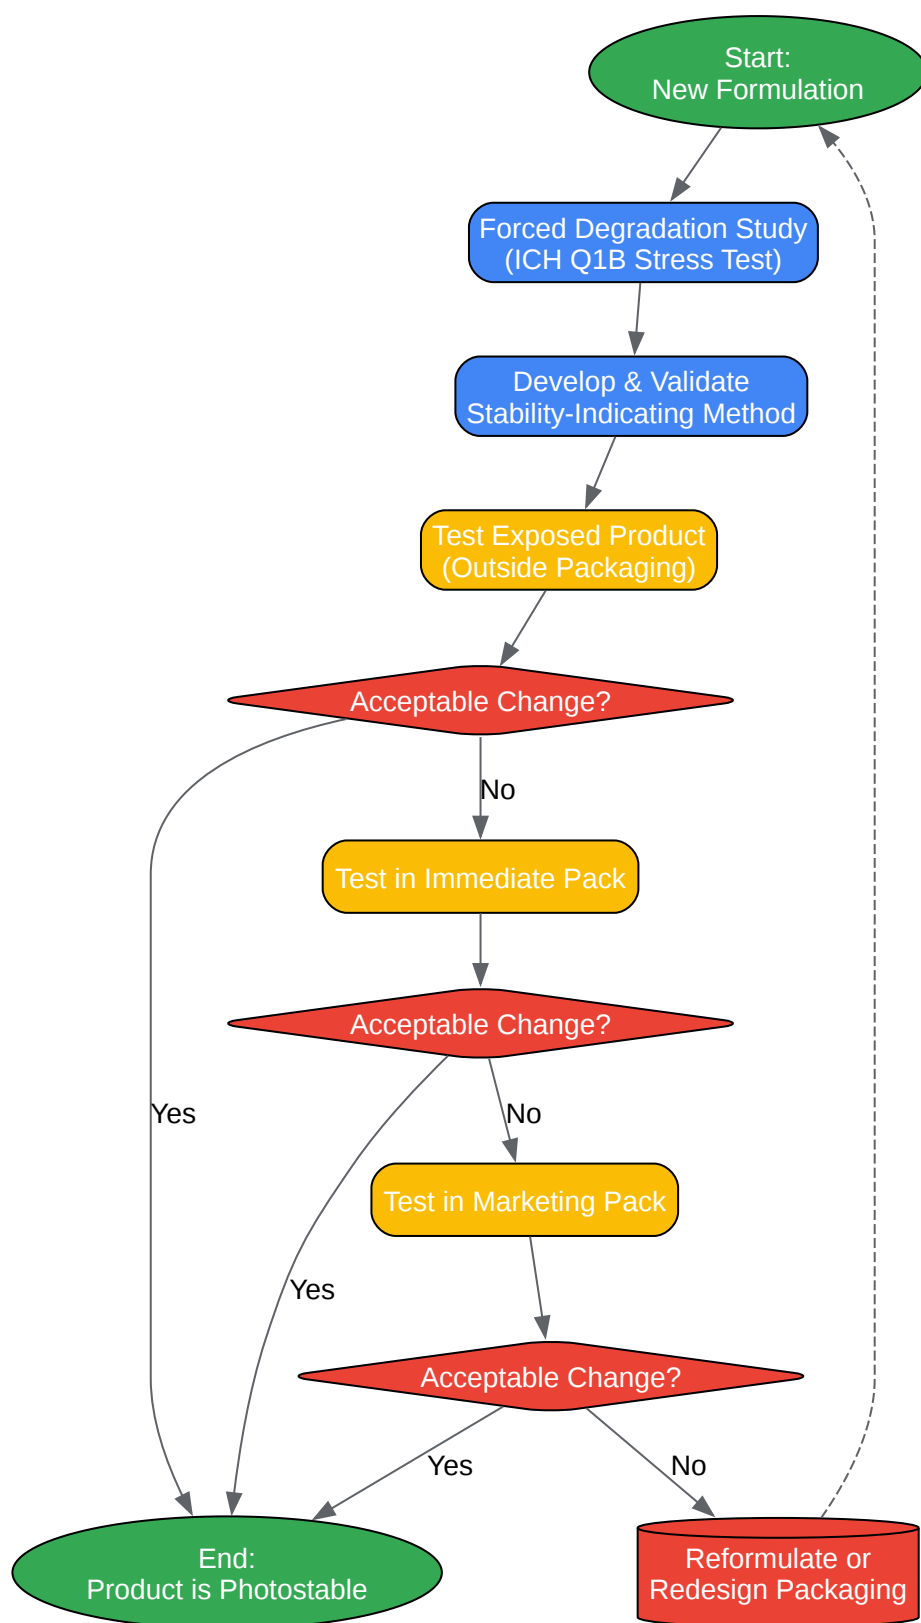 Start:
New Formulation
Forced Degradation Study
(ICH Q1B Stress Test)
Develop & Validate
Stability-Indicating Method
Test Exposed Product
(Outside Packaging)
Acceptable Change?
No
Test in Immediate Pack
Acceptable Change?
Yes
No
Test in Marketing Pack
Yes
Acceptable Change?
Yes
No
End:
Product is Photostable
Reformulate or
Redesign Packaging